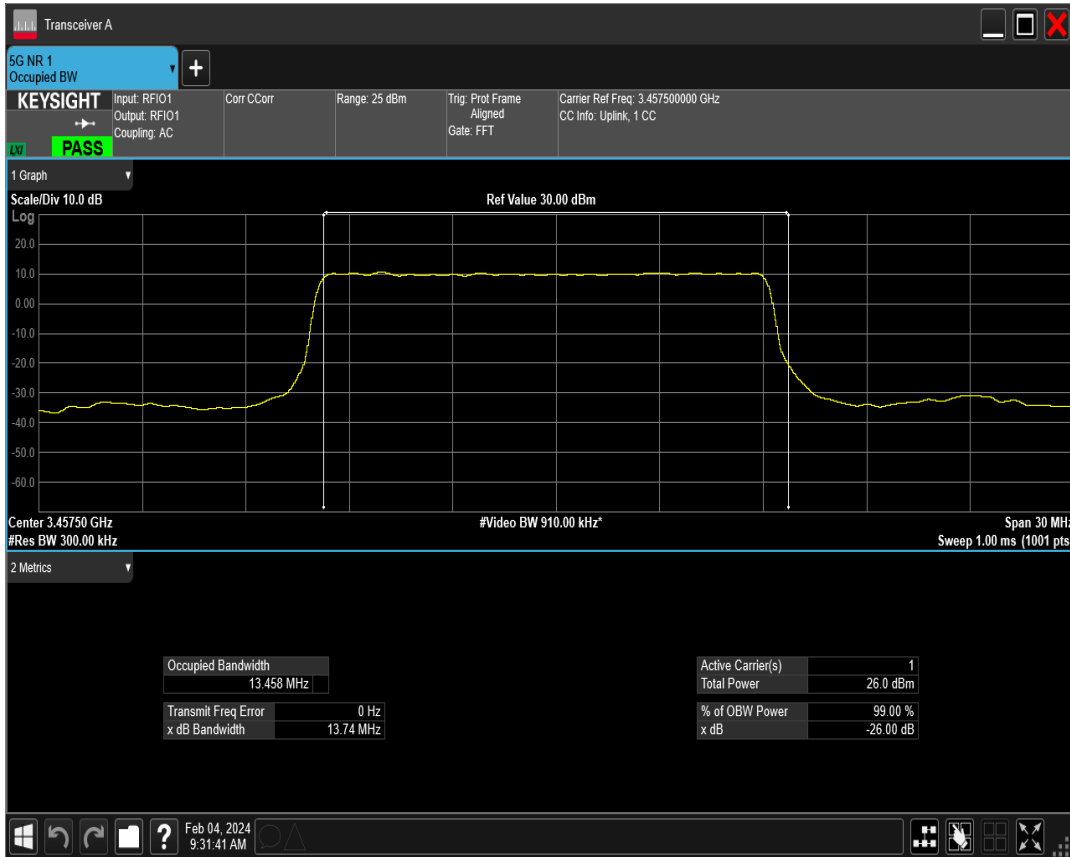 Transceiver A
5G NR 1
Occupied BW
+
KEYSIGHT
LXI
PASS
Input: RFIO1
Output: RFIO1
Coupling: AC
Corr CCorr
Range: 25 dBm
Trig: Prot Frame
Aligned
Gate: FFT
Carrier Ref Freq: 3.457500000 GHz
CC Info: Uplink, 1 CC
1 Graph
Scale/Div 10.0 dB
Ref Value 30.00 dBm
Log
20.0
10.0
0.00
-10.0
-20.0
-30.0
-40.0
-50.0
-60.0
Center 3.45750 GHz
#Video BW 910.00 kHz*
Span 30 MHz
#Res BW 300.00 kHz
Sweep 1.00 ms (1001 pts
2 Metrics
Occupied Bandwidth
13.458 MHz
Transmit Freq Error 0 Hz
x dB Bandwidth 13.74 MHz
Active Carrier(s) 1
Total Power 26.0 dBm
% of OBW Power 99.00 %
x dB -26.00 dB
?
Feb 04, 2024
9:31:41 AM